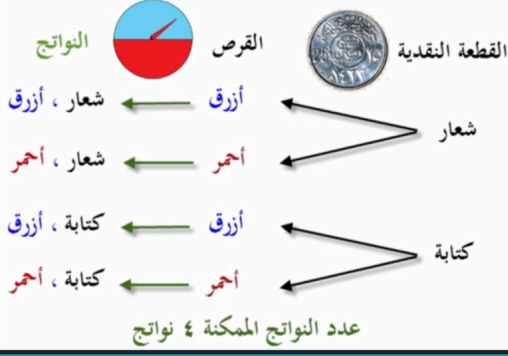 القطعة النقدية القرص النواتج
١٤٢٣
شعار
أزرق شعار ، أزرق
أحمر شعار ، أحمر
كتابة
أزرق كتابة ، أزرق
أحمر كتابة ، أحمر
عدد النواتج الممكنة ٤ نواتج